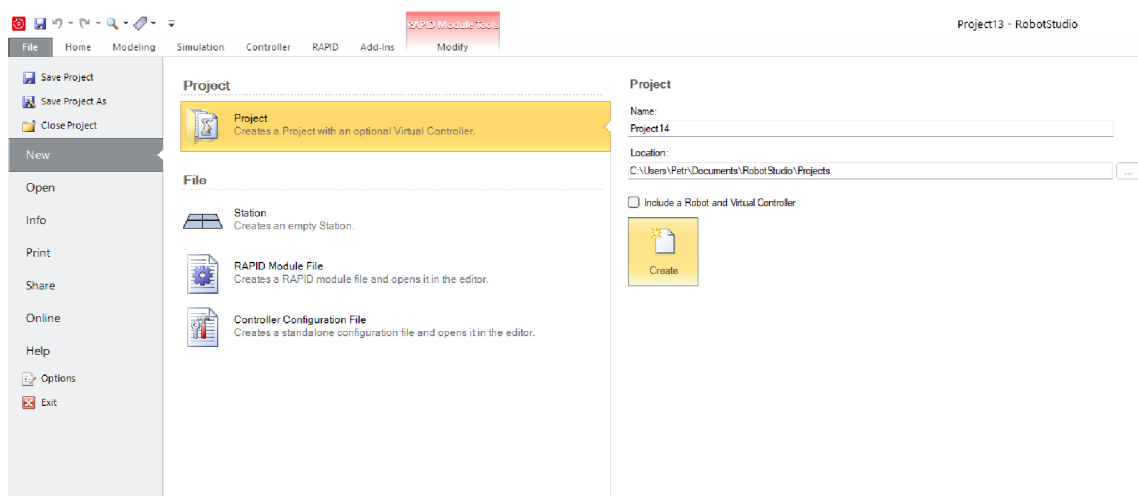 RAPID Module Tools
Project13 - RobotStudio
File Home Modeling Simulation Controller RAPID Add-Ins Modify
Save Project
Save Project As
Close Project
New
Open
Info
Print
Share
Online
Help
Options
Exit
Project
Project
Creates a Project with an optional Virtual Controller.
File
Station
Creates an empty Station.
RAPID Module File
Creates a RAPID module file and opens it in the editor.
Controller Configuration File
Creates a standalone configuration file and opens it in the editor.
Project
Name:
Project14
Location:
C:\Users\Petr\Documents\RobotStudio\Projects
...
Include a Robot and Virtual Controller
Create